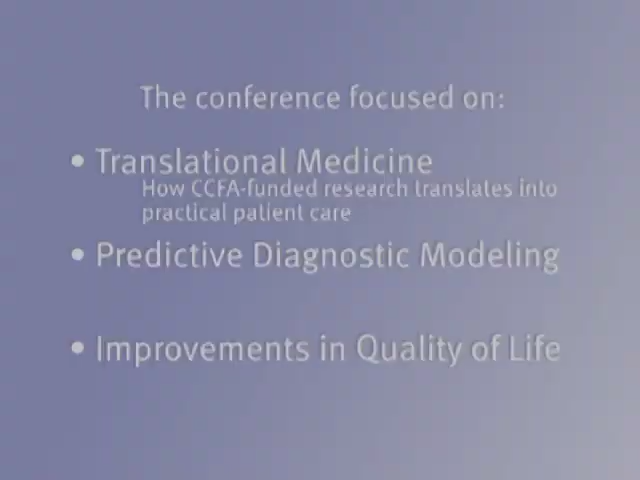 The conference focused on:
• Translational Medicine
How CCFA-funded research translates into
practical patient care
• Predictive Diagnostic Modeling
• Improvements in Quality of Life